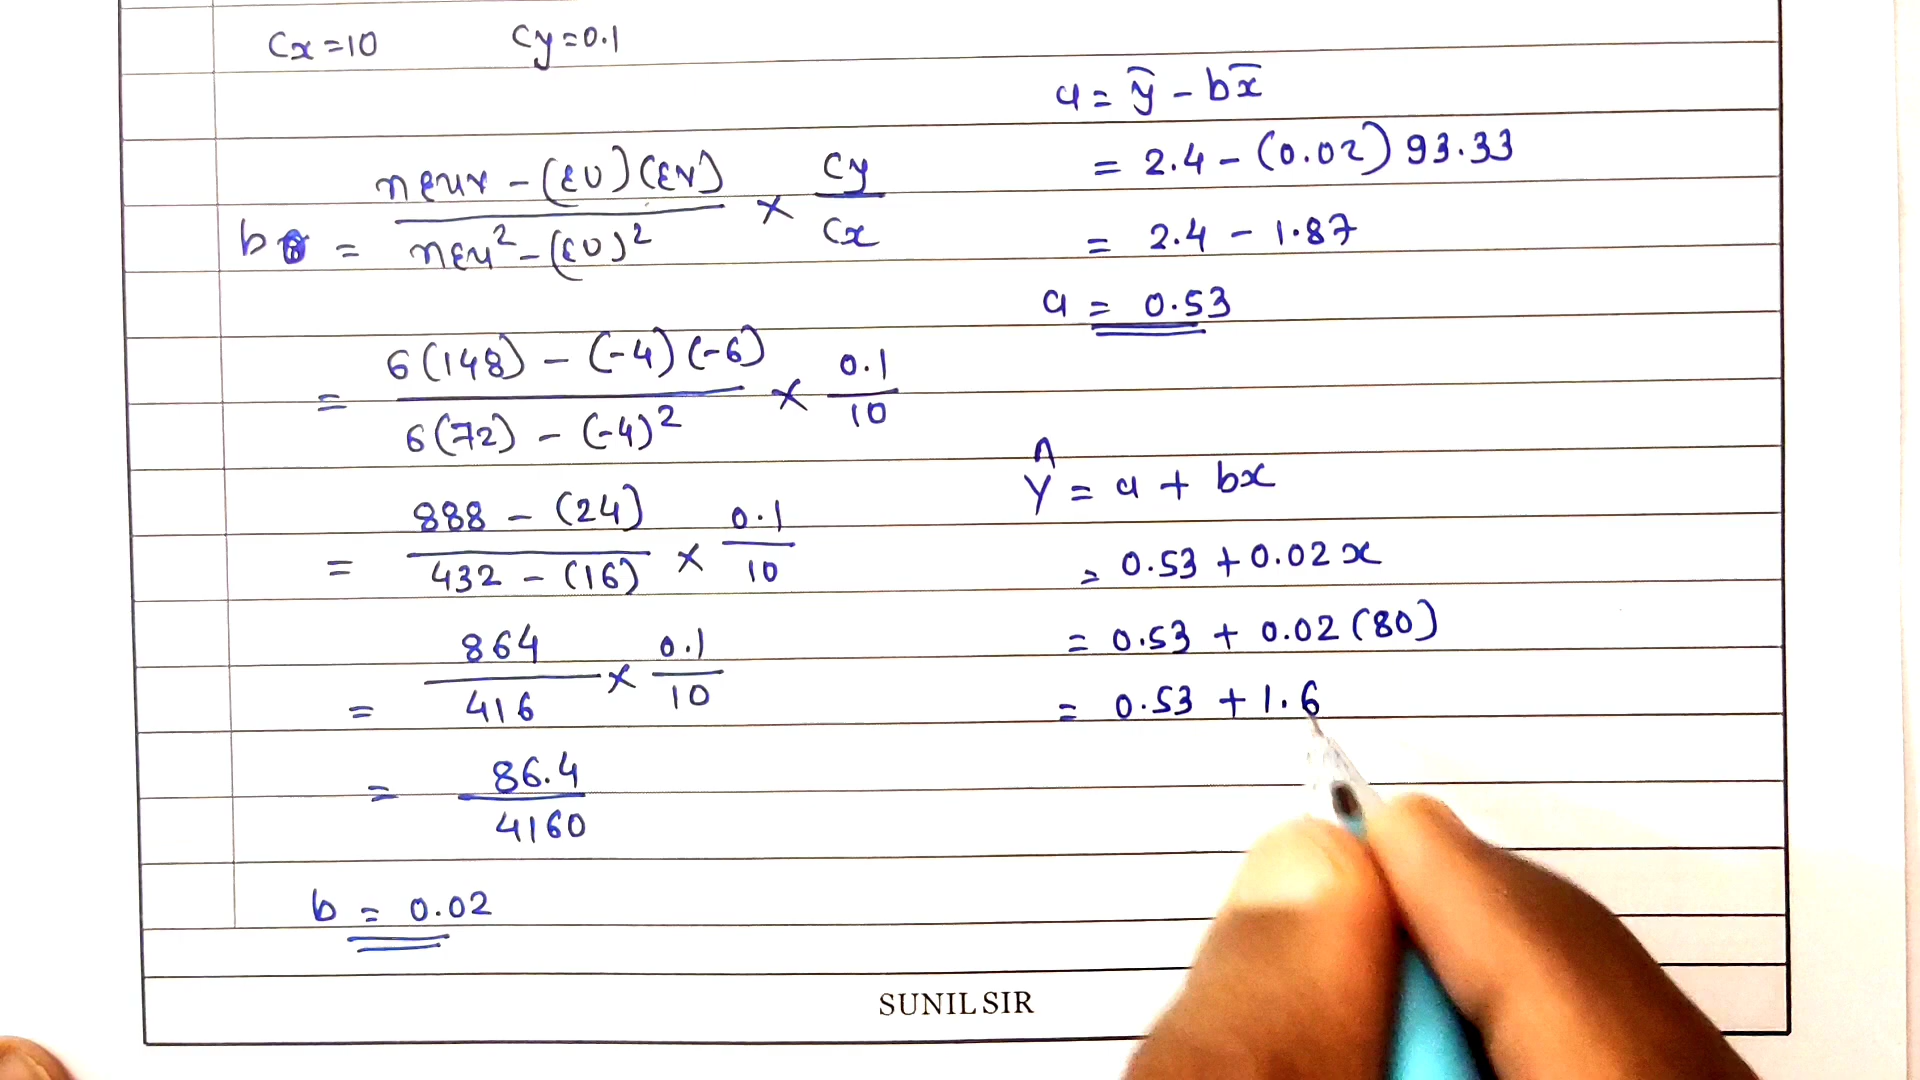 Cx = 10 Cy = 0.1
b = nΣuv - (ΣU)(ΣV) / nΣu² - (ΣU)² × Cy / Cx
= 6(148) - (-4)(-6) / 6(72) - (-4)² × 0.1 / 10
= 888 - (24) / 432 - (16) × 0.1 / 10
= 864 / 416 × 0.1 / 10
= 86.4 / 4160
b = 0.02
a = y̅ - bx̅
= 2.4 - (0.02) 93.33
= 2.4 - 1.87
a = 0.53
Ŷ = a + bx
= 0.53 + 0.02x
= 0.53 + 0.02(80)
= 0.53 + 1.6
SUNIL SIR